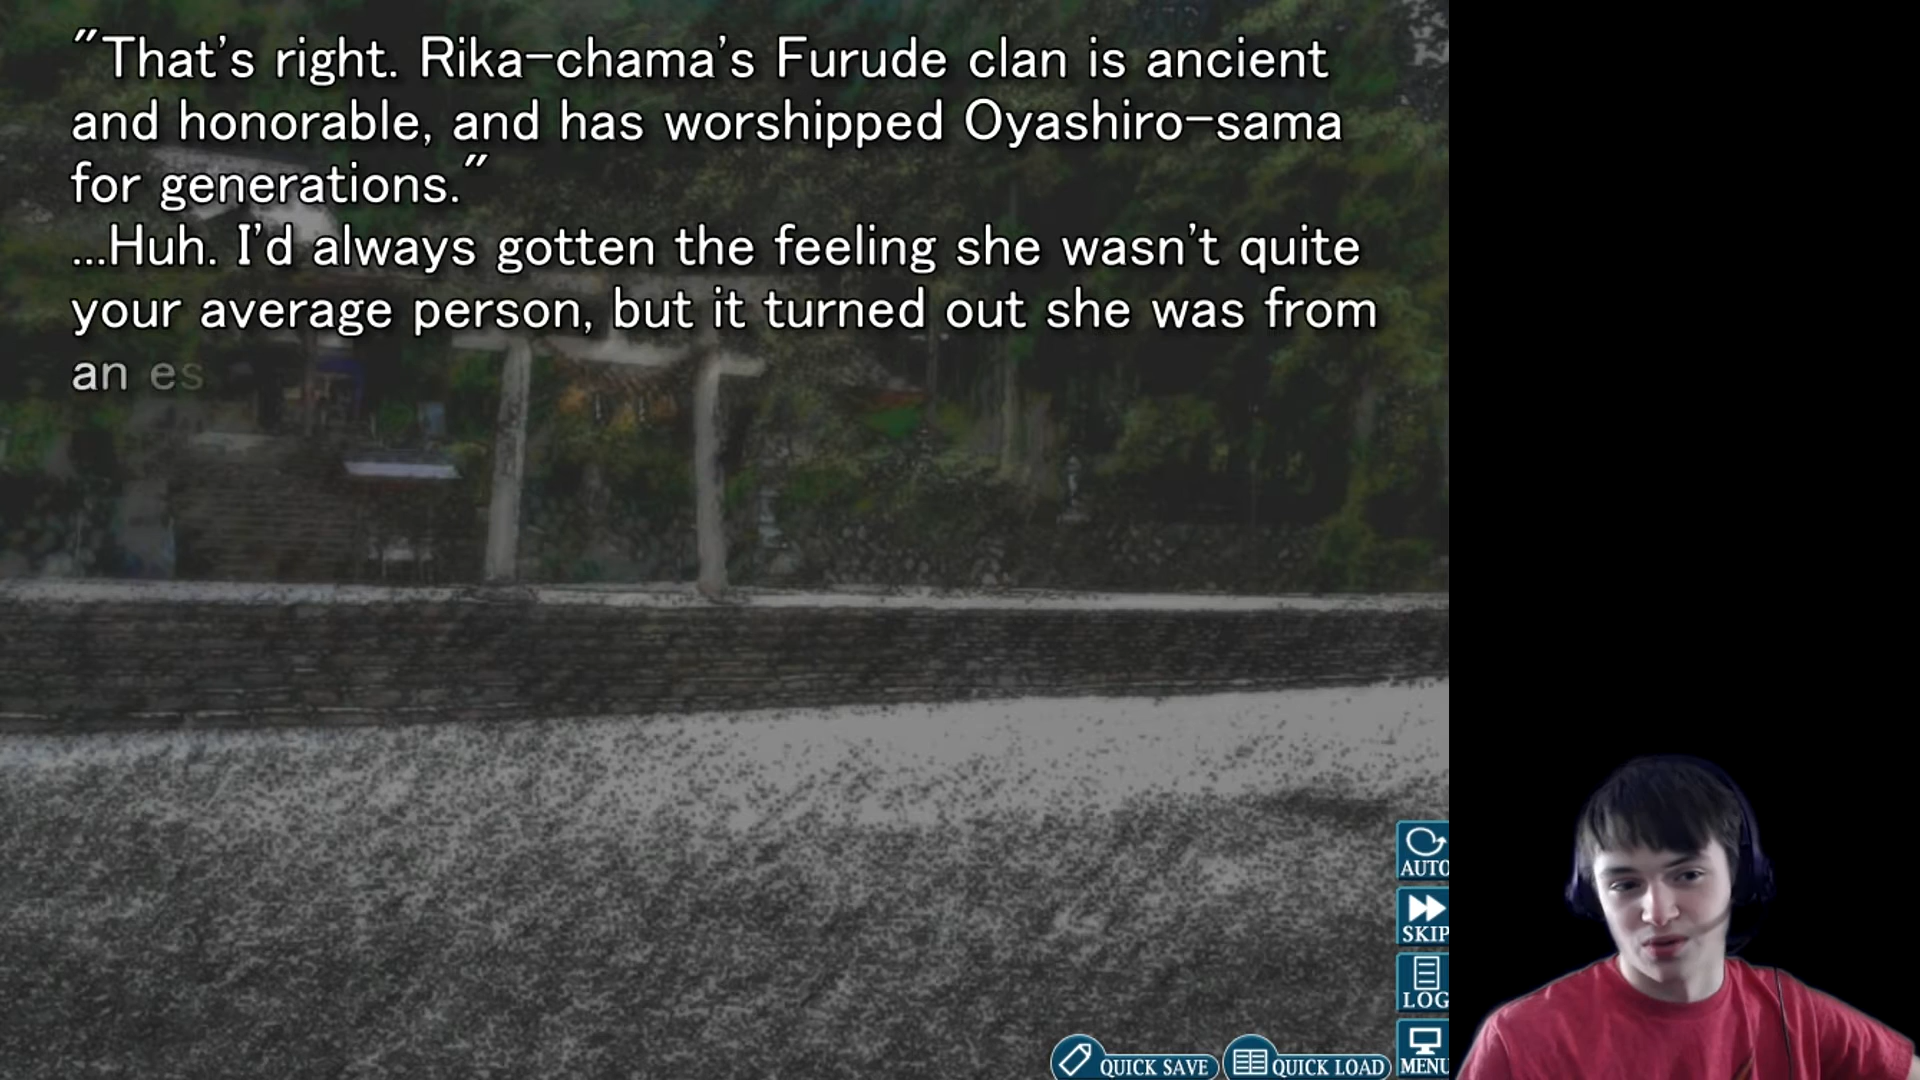 "That's right. Rika-chama's Furude clan is ancient
and honorable, and has worshipped Oyashiro-sama
for generations."
...Huh. I'd always gotten the feeling she wasn't quite
your average person, but it turned out she was from
an es
AUTO
SKIP
LOG
MENU
QUICK SAVE
QUICK LOAD